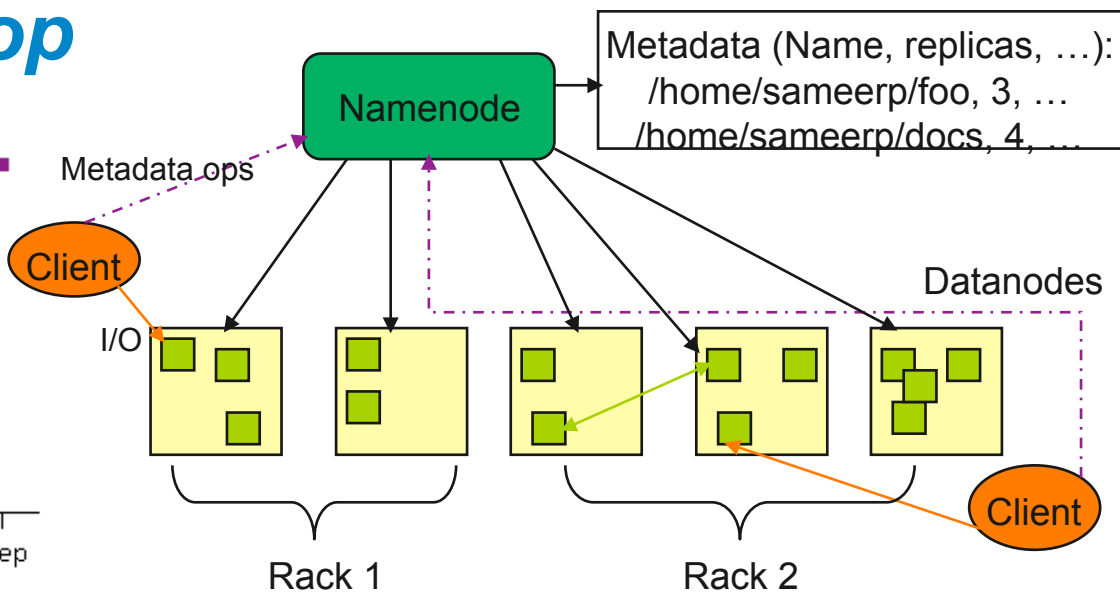 op
Metadata (Name, replicas, …):
/home/sameerp/foo, 3, …
/home/sameerp/docs, 4, …
Namenode
Metadata ops
Client
Datanodes
I/O
Client
ep
Rack 1
Rack 2